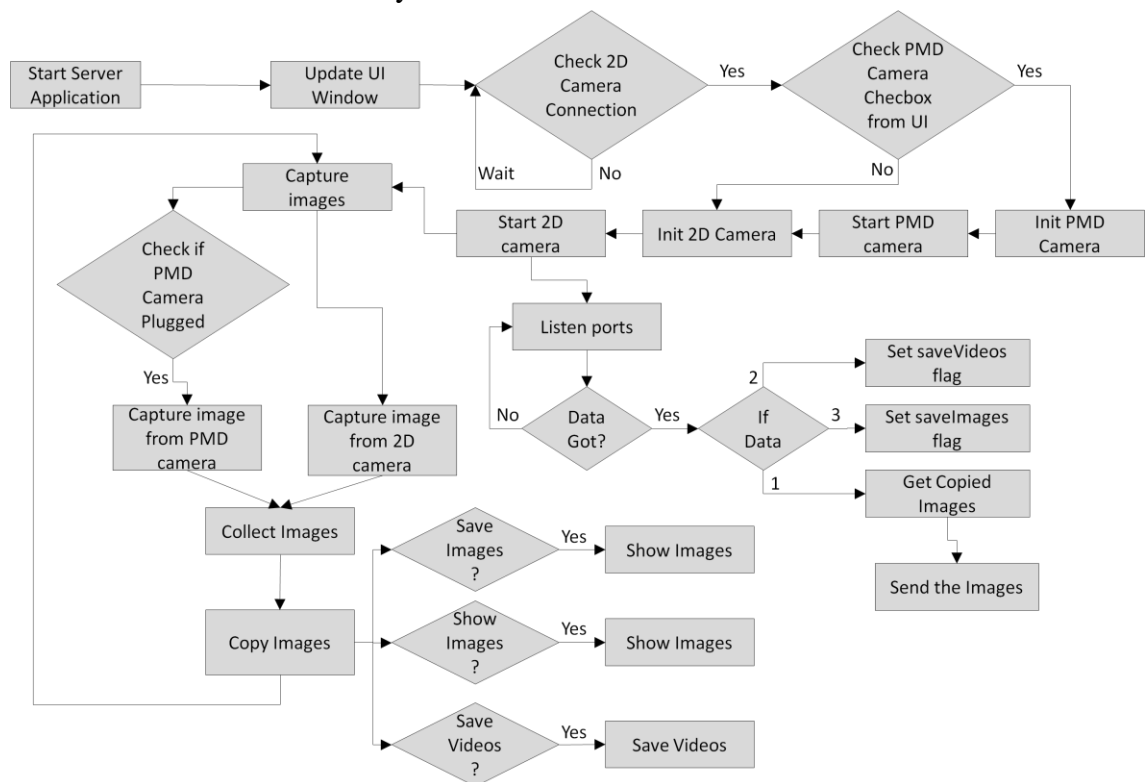 y
Start Server
Application
Update UI
Window
Check 2D
Camera
Connection
Yes
Check PMD
Camera
Checbox
from UI
Yes
Wait
No
No
Capture
images
Start 2D
camera
Init 2D Camera
Start PMD
camera
Init PMD
Camera
Check if
PMD
Camera
Plugged
Listen ports
Yes
Capture image
from PMD
camera
Capture image
from 2D
camera
No
Data
Got?
Yes
If
Data
2
Set saveVideos
flag
3
Set saveImages
flag
1
Get Copied
Images
Send the Images
Collect Images
Copy Images
Save
Images
?
Yes
Show Images
Show
Images
?
Yes
Show Images
Save
Videos
?
Yes
Save Videos